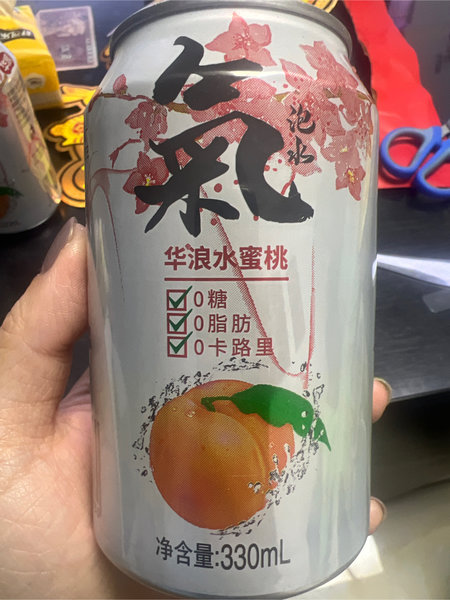 氣
泡水
华浪水蜜桃
0糖
0脂肪
0卡路里
净含量:330mL